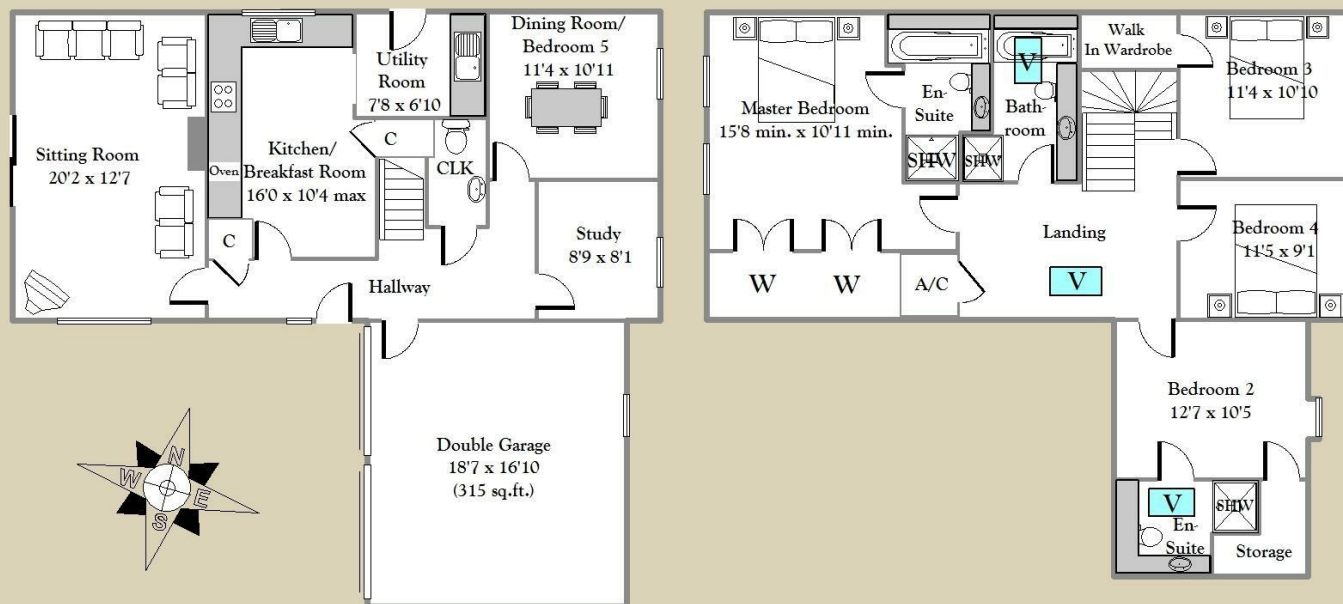 Sitting Room
20'2 x 12'7
Oven
Kitchen/
Breakfast Room
16'0 x 10'4 max
C
Utility
Room
7'8 x 6'10
C
CLK
Dining Room/
Bedroom 5
11'4 x 10'11
Study
8'9 x 8'1
Hallway
Double Garage
18'7 x 16'10
(315 sq.ft.)
N
W
E
S
Master Bedroom
15'8 min. x 10'11 min.
W
W
A/C
En-
Suite
SHW
SHW
V
Bath
room
Walk
In Wardrobe
Bedroom 3
11'4 x 10'10
Landing
V
Bedroom 4
11'5 x 9'1
Bedroom 2
12'7 x 10'5
V
En-
Suite
SHW
Storage